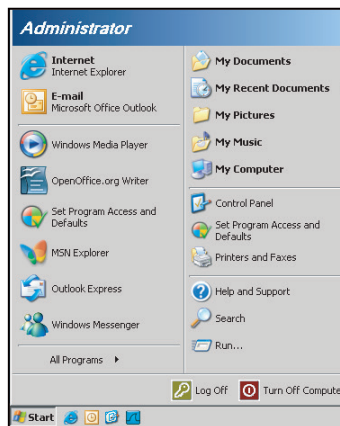 Administrator
Internet
Internet Explorer
E-mail
Microsoft Office Outlook
Windows Media Player
OpenOffice.org Writer
Set Program Access and
Defaults
MSN Explorer
Outlook Express
Windows Messenger
All Programs
My Documents
My Recent Documents
My Pictures
My Music
My Computer
Control Panel
Set Program Access and
Defaults
Printers and Faxes
Help and Support
Search
Run...
Log Off
Turn Off Compute
Start